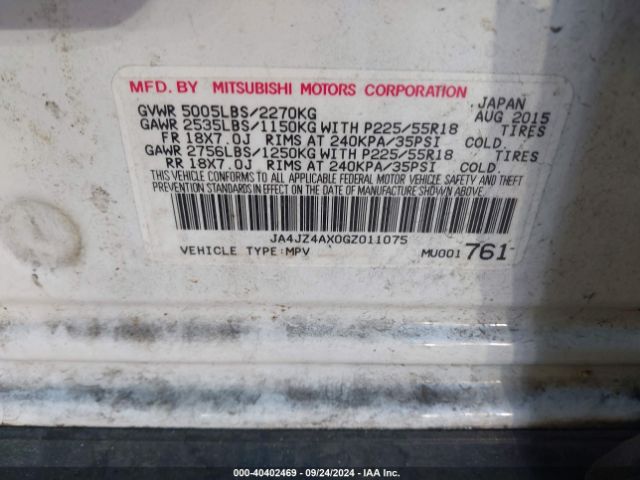 MFD. BY MITSUBISHI MOTORS CORPORATION
JAPAN
GVWR 5005LBS/2270KG AUG 2015
GAWR 2535LBS/1150KG WITH P225/55R18 TIRES
FR 18X7.0J RIMS AT 240KPA/35PSI COLD.
GAWR 2756LBS/1250KG WITH P225/55R18 TIRES
RR 18X7.0J RIMS AT 240KPA/35PSI COLD.
THIS VEHICLE CONFORMS TO ALL APPLICABLE FEDERAL MOTOR VEHICLE SAFETY AND THEFT
PREVENTION STANDARDS IN EFFECT ON THE DATE OF MANUFACTURE SHOWN ABOVE.
JA4JZ4AX0GZ011075
VEHICLE TYPE:MPV MU001761
000-40402469 - 09/24/2024 - IAA Inc.